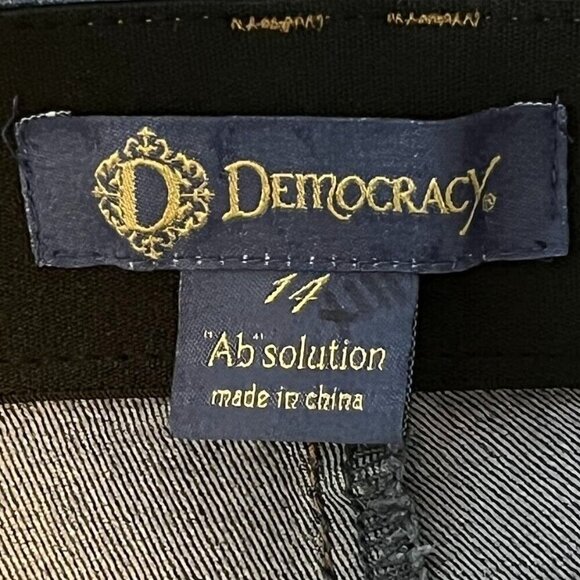 D DEMOCRACY®
14
"Ab"solution
made in china